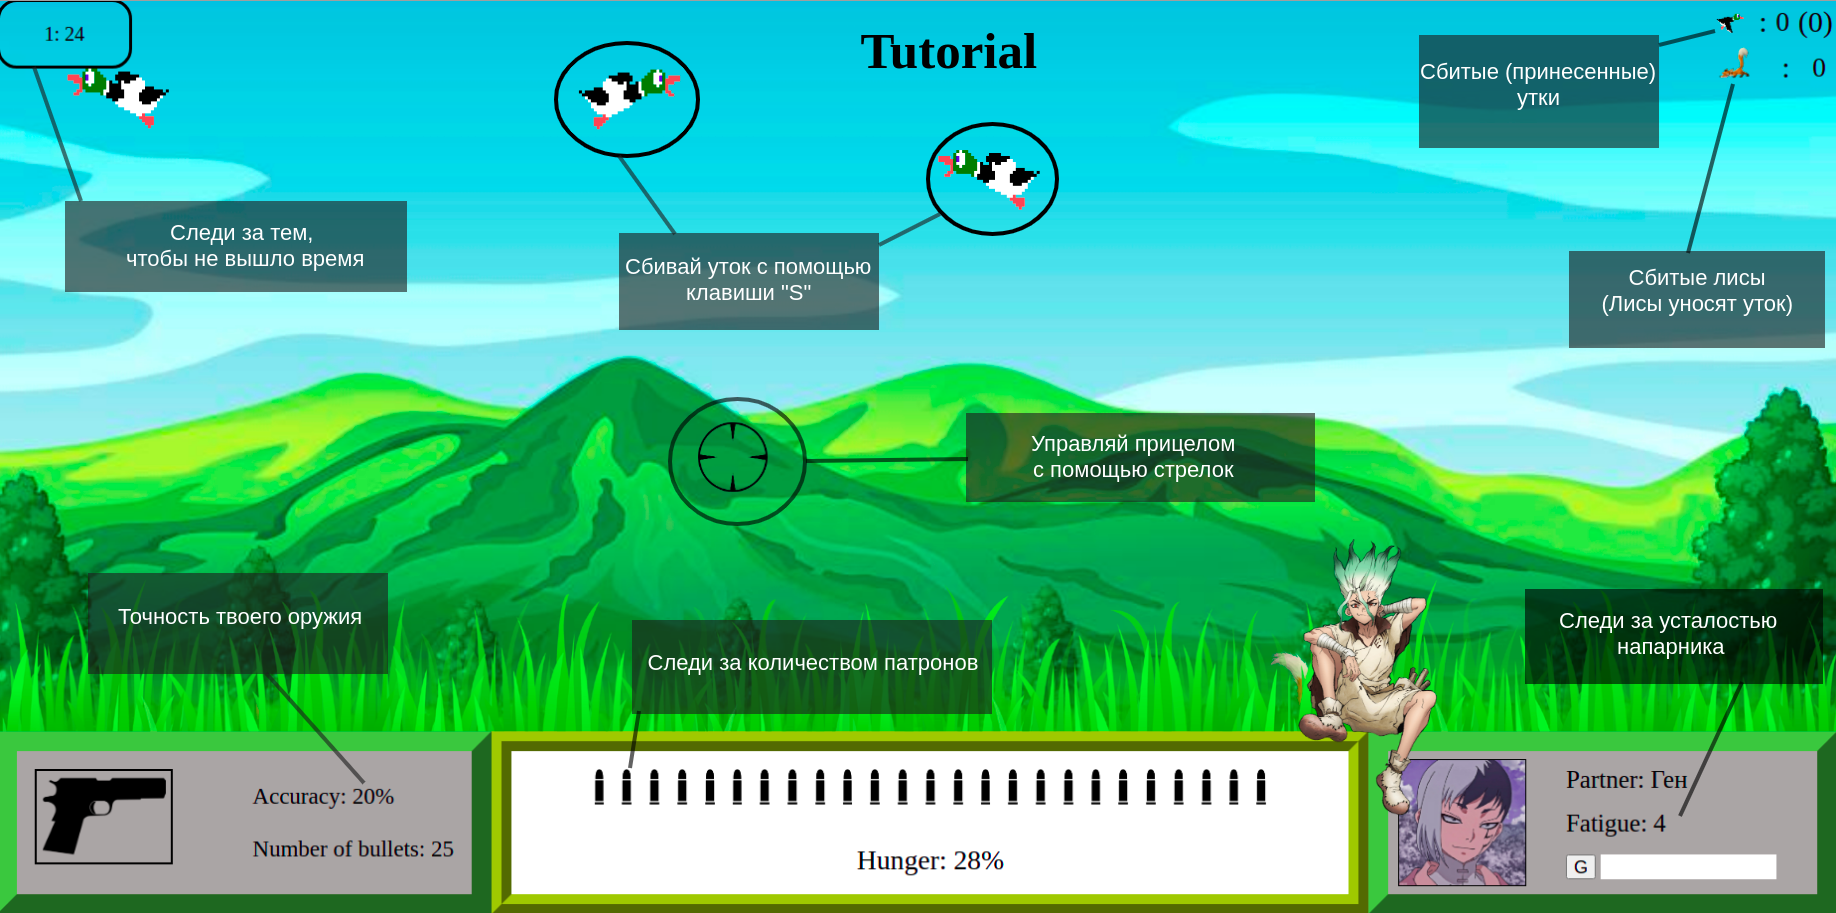 1: 24
Tutorial
: 0 (0)
: 0
Сбитые (принесенные)
утки
Следи за тем,
чтобы не вышло время
Сбивай уток с помощью
клавиши "S"
Сбитые лисы
(Лисы уносят уток)
Управляй прицелом
с помощью стрелок
Точность твоего оружия
Следи за количеством патронов
Следи за усталостью
напарника
Accuracy: 20%
Number of bullets: 25
Hunger: 28%
Partner: Ген
Fatigue: 4
G